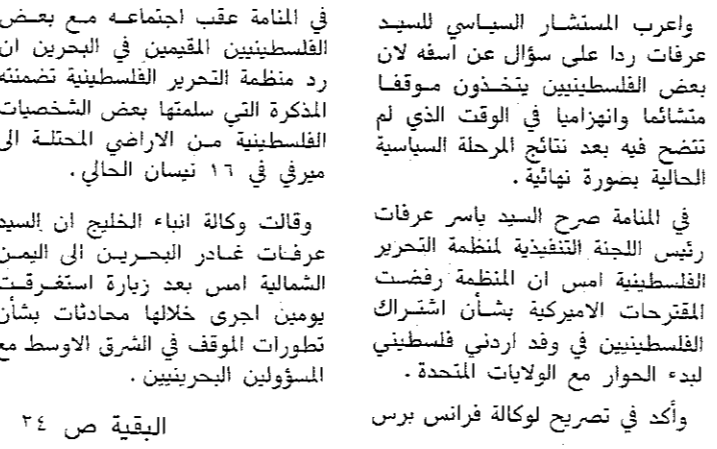 واعرب المستشار السياسي للسيد
عرفات ردا على سؤال عن اسفه لان
بعض الفلسطينيين يتخذون موقفا
متشائما وانهزاميا في الوقت الذي لم
تتضح فيه بعد نتائج المرحلة السياسية
الحالية بصورة نهائية .
في المنامة صرح السيد ياسر عرفات
رئيس اللجنة التنفيذية لمنظمة التحرير
الفلسطينية امس ان المنظمة رفضت
المقترحات الاميركية بشأن اشتراك
الفلسطينيين في وفد اردني فلسطيني
لبدء الحوار مع الولايات المتحدة .
وأكد في تصريح لوكالة فرانس برس
في المنامة عقب اجتماعه مع بعض
الفلسطينيين المقيمين في البحرين ان
رد منظمة التحرير الفلسطينية تضمنته
المذكرة التي سلمتها بعض الشخصيات
الفلسطينية من الاراضي المحتلة الى
ميرفي في ١٦ نيسان الحالي .
وقالت وكالة انباء الخليج ان السيد
عرفات غادر البحرين الى اليمن
الشمالية امس بعد زيارة استغرقت
يومين اجرى خلالها محادثات بشأن
تطورات الموقف في الشرق الاوسط مع
المسؤولين البحرينيين .
البقية ص ٢٤